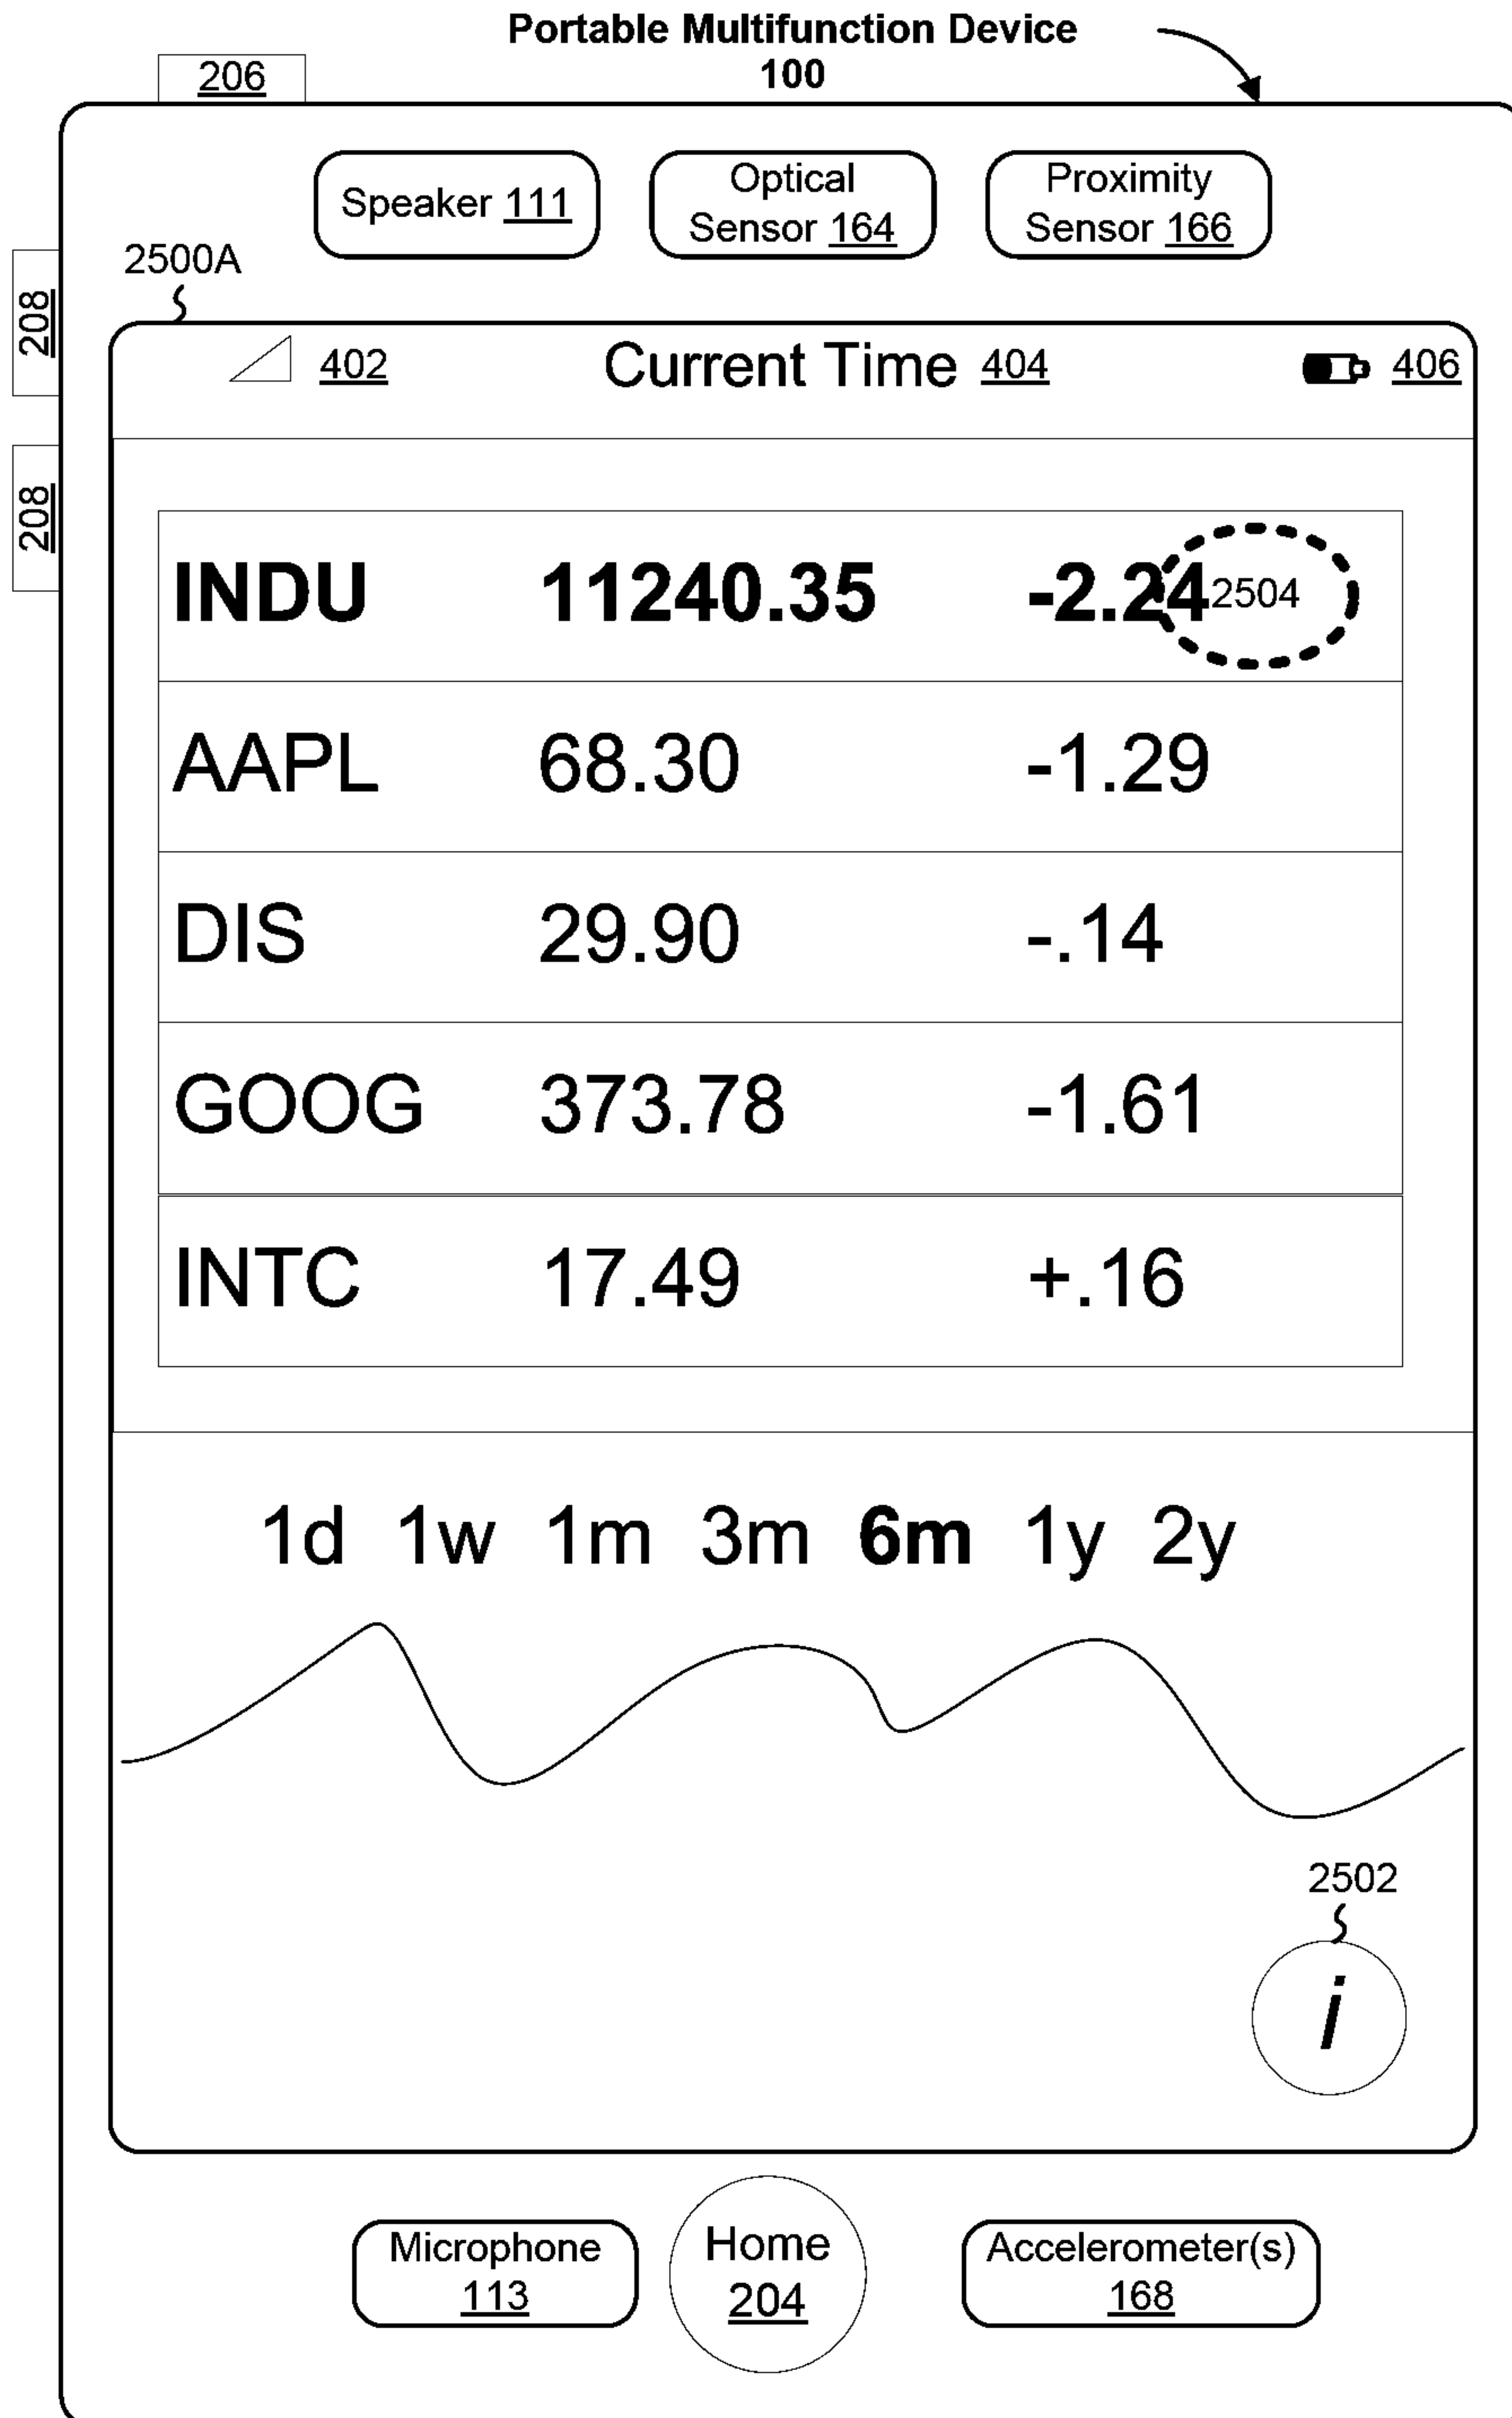 Portable Multifunction Device
100
206
Speaker 111
Optical
Sensor 164
Proximity
Sensor 166
2500A
208
208
402
Current Time 404
406
INDU 11240.35 -2.24
2504
AAPL 68.30 -1.29
DIS 29.90 -.14
GOOG 373.78 -1.61
INTC 17.49 +.16
1d 1w 1m 3m 6m 1y 2y
2502
i
Microphone
113
Home
204
Accelerometer(s)
168